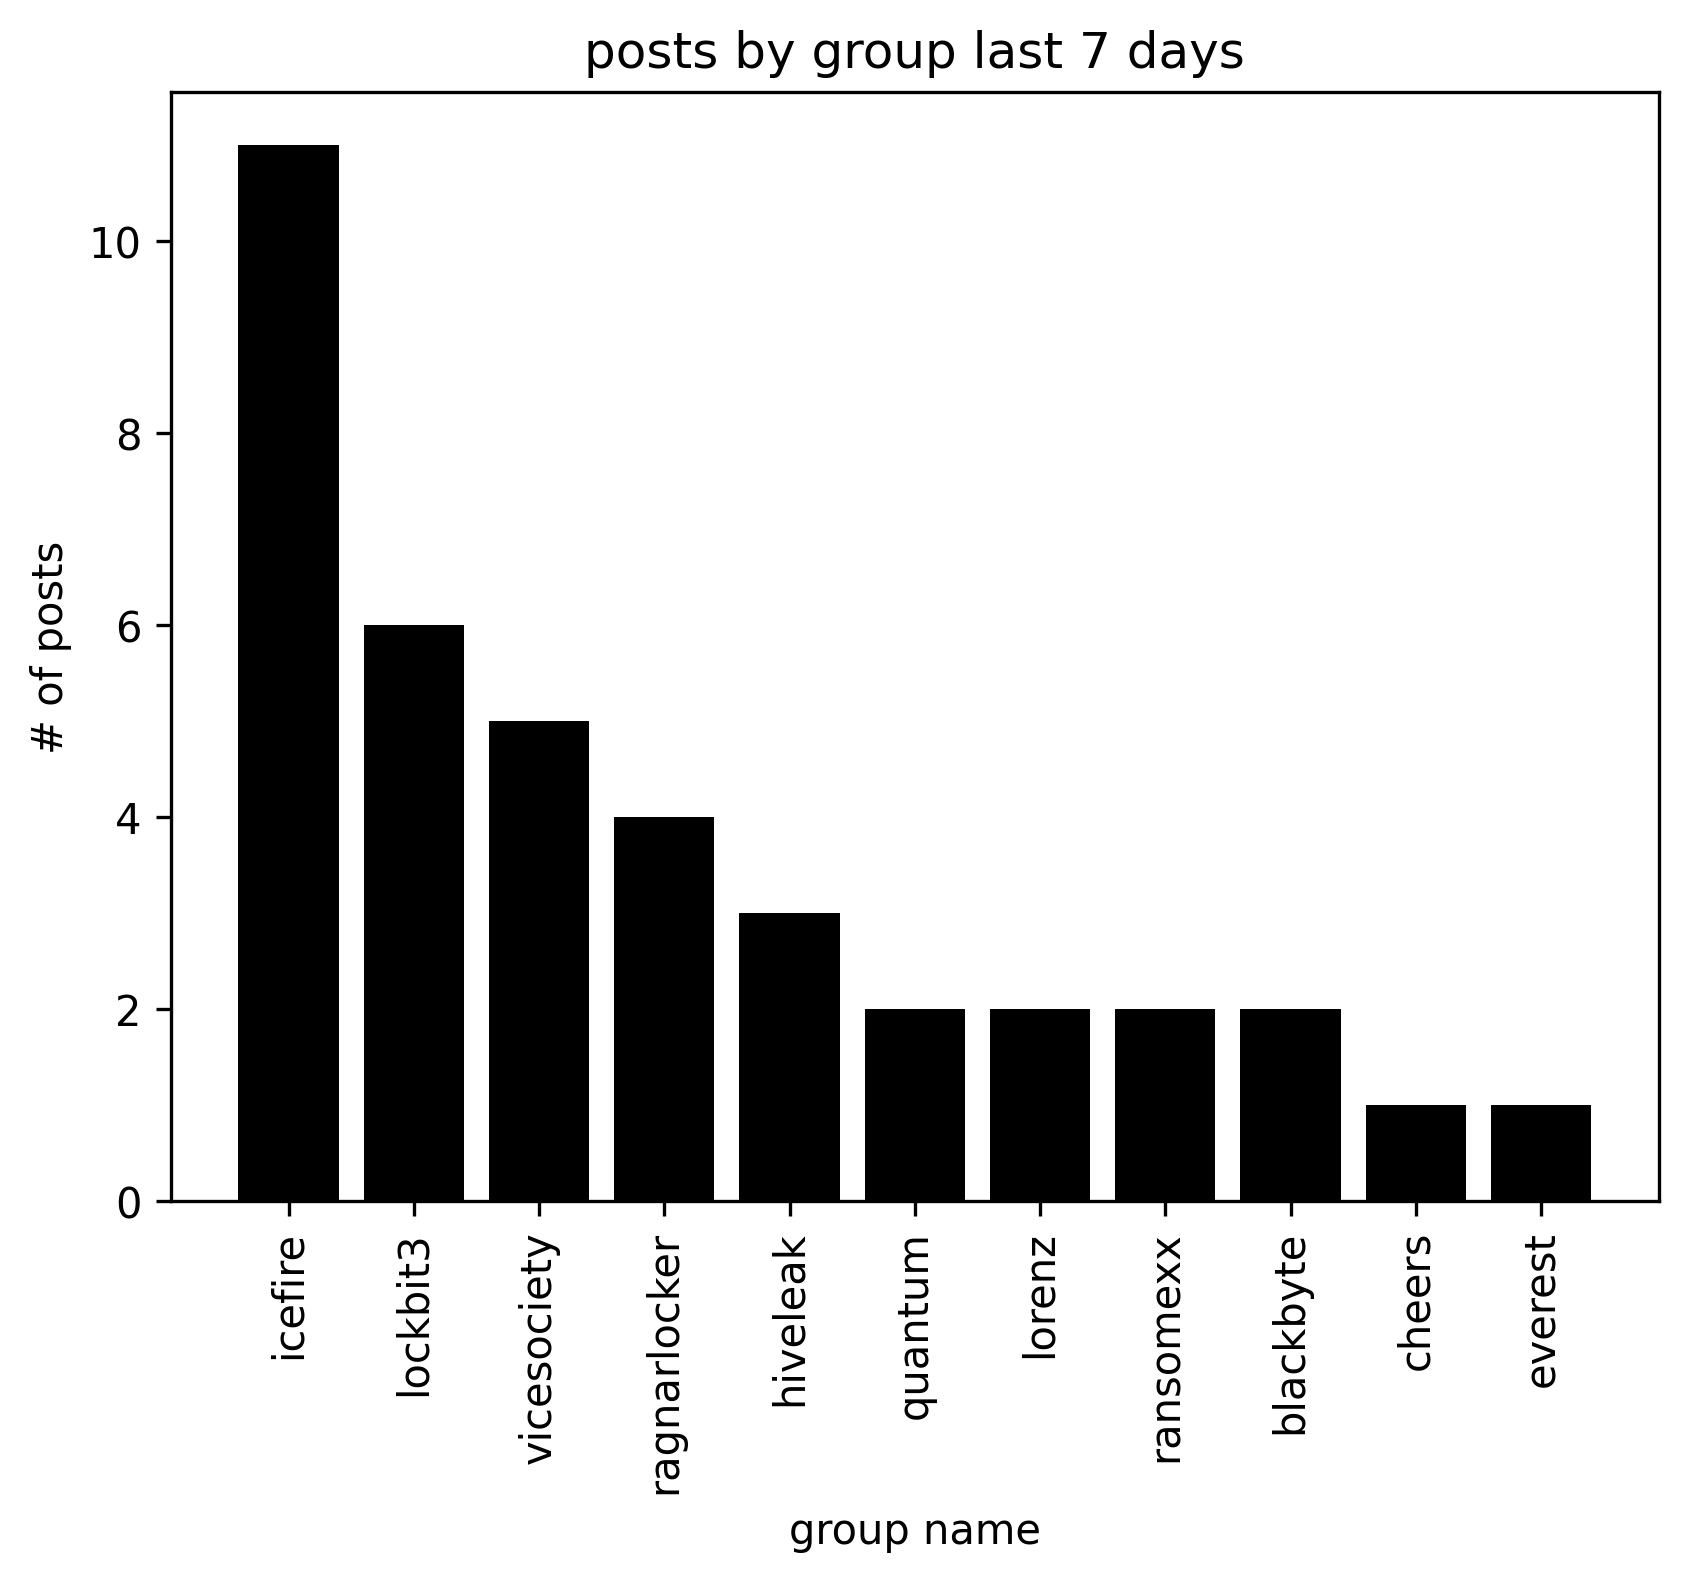 posts by group last 7 days
# of posts
10
8
6
4
2
0
icefire
lockbit3
vicesociety
ragnarlocker
hiveleak
quantum
lorenz
ransomexx
blackbyte
cheers
everest
group name